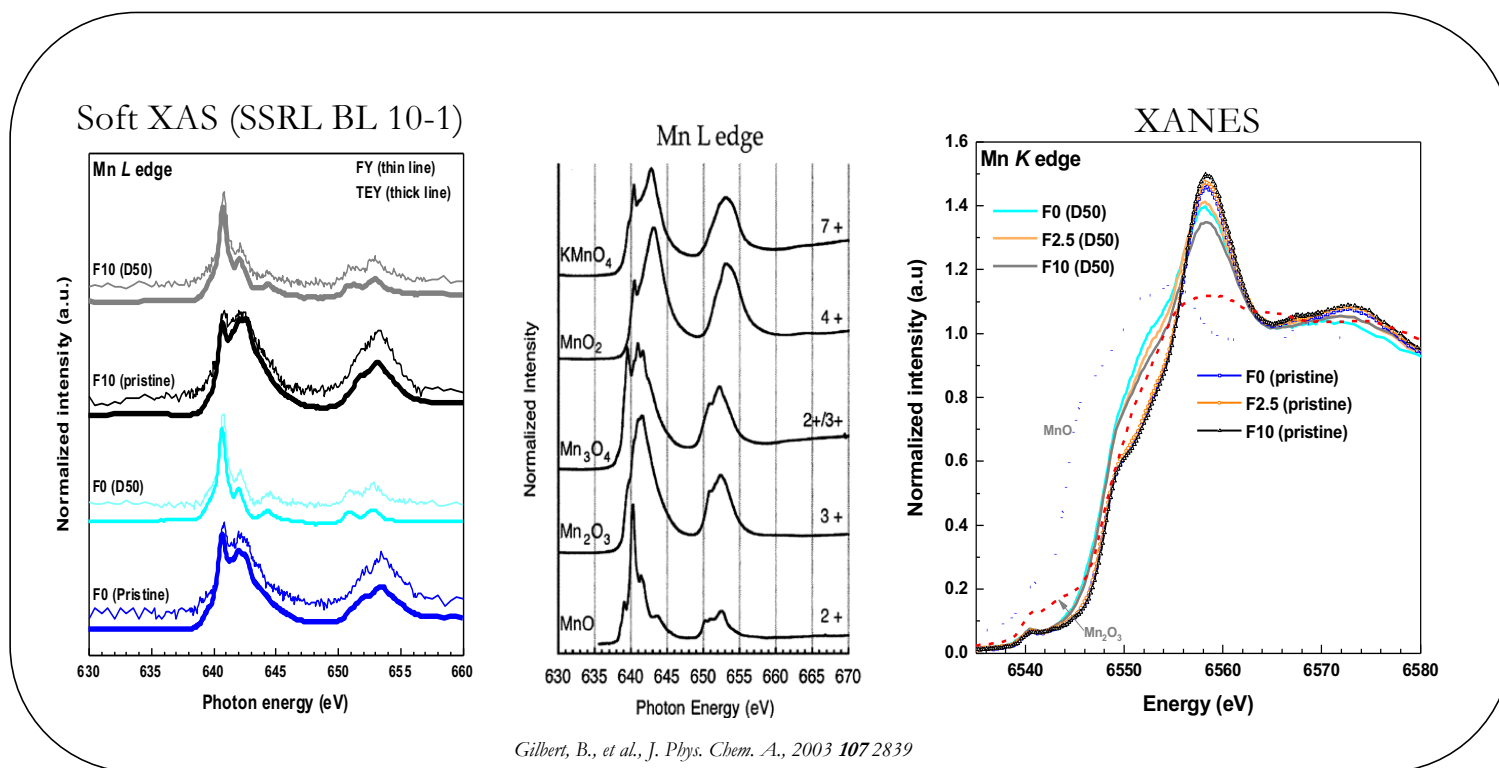 Soft XAS (SSRL BL 10-1)
Mn L edge
FY (thin line)
TEY (thick line)
F10 (D50)
F10 (pristine)
F0 (D50)
F0 (Pristine)
Normalized intensity (a.u.)
630 635 640 645 650 655 660
Photon energy (eV)
Mn L edge
7 +
KMnO4
4+
MnO2
2+/3+
Mn3O4
3 +
Mn2O3
2 +
MnO
Normalized Intensity
630 635 640 645 650 655 660 665 670
Photon Energy (eV)
XANES
Mn K edge
1.6
1.4
1.2
1.0
0.8
0.6
0.4
0.2
0.0
F0 (D50)
F2.5 (D50)
F10 (D50)
F0 (pristine)
F2.5 (pristine)
F10 (pristine)
MnO
Mn2O3
Normalized intensity (a.u)
6540 6550 6560 6570 6580
Energy (eV)
Gilbert, B., et al., J. Phys. Chem. A., 2003 107 2839